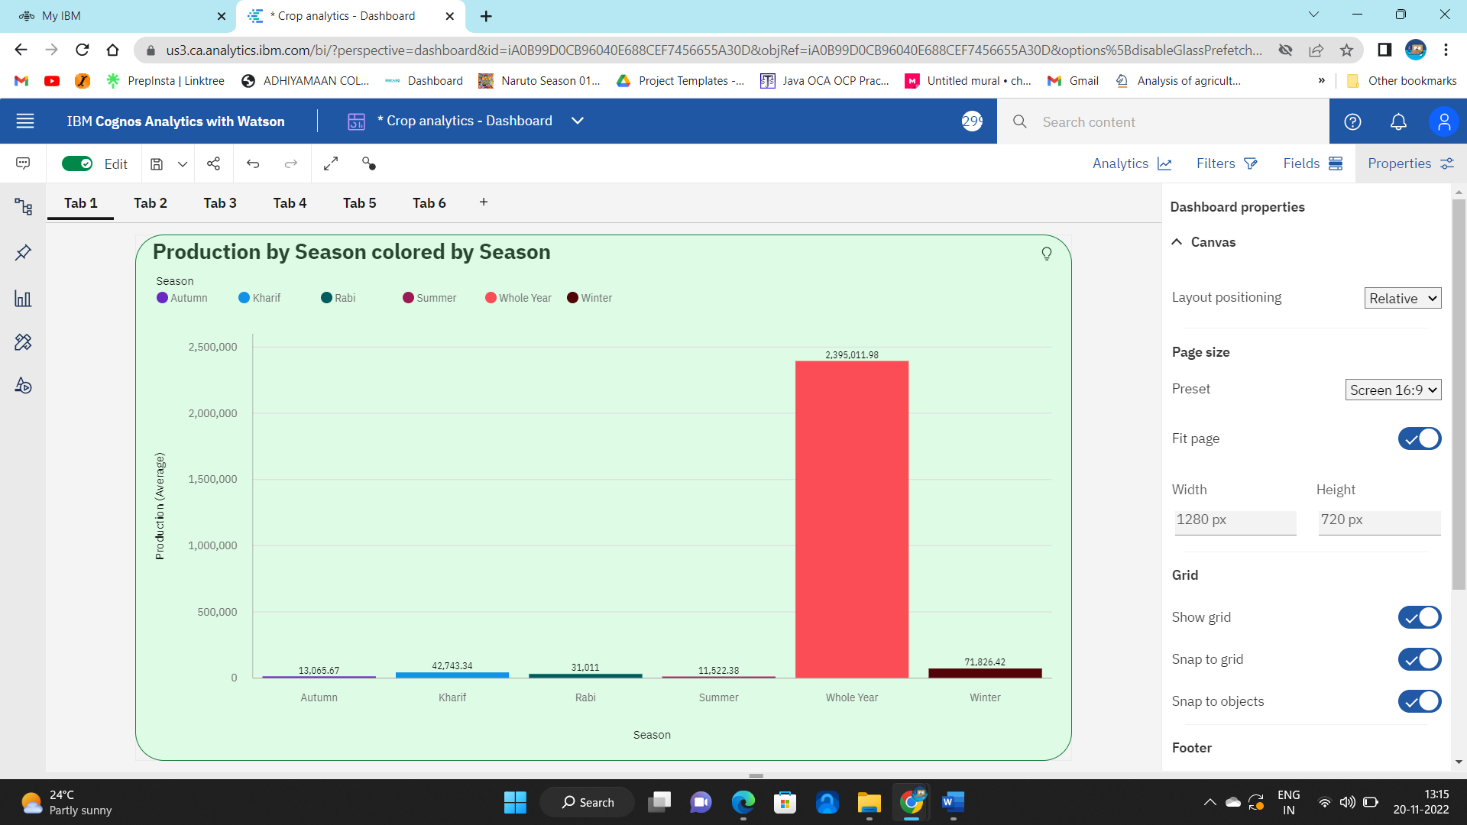 My IBM
* Crop analytics - Dashboard
us3.ca.analytics.ibm.com/bi/?perspective=dashboard&id=iA0B99D0CB96040E688CEF7456655A30D&objRef=iA0B99D0CB96040E688CEF7456655A30D&options%5BdisableGlassPrefetch...
PrepInsta | Linktree
ADHIYAMAAN COL...
Dashboard
Naruto Season 01...
Project Templates -...
Java OCA OCP Prac...
Untitled mural • ch...
Gmail
Analysis of agricult...
»
Other bookmarks
IBM Cognos Analytics with Watson
* Crop analytics - Dashboard
Search content
Edit
Analytics
Filters
Fields
Properties
Tab 1
Tab 2
Tab 3
Tab 4
Tab 5
Tab 6
+
Production by Season colored by Season
Season
Autumn
Kharif
Rabi
Summer
Whole Year
Winter
Production (Average)
2,500,000
2,000,000
1,500,000
1,000,000
500,000
0
13,065.67
42,743.34
31,011
11,522.38
2,395,011.98
71,826.42
Autumn
Kharif
Rabi
Summer
Whole Year
Winter
Season
Dashboard properties
Canvas
Layout positioning
Relative
Page size
Preset
Screen 16:9
Fit page
Width
Height
1280 px
720 px
Grid
Show grid
Snap to grid
Snap to objects
Footer
24°C
Partly sunny
Search
ENG
IN
13:15
20-11-2022